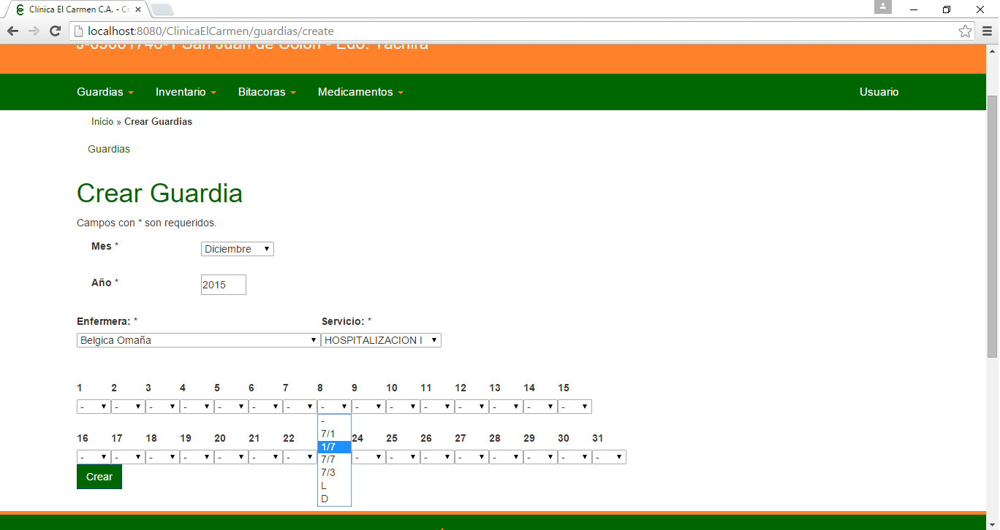 Clínica El Carmen C.A. - Cr
localhost:8080/ClinicaElCarmen/guardias/create
San Juan de Colón - Edo. Táchira
Guardias Inventario Bitacoras Medicamentos Usuario
Inicio » Crear Guardias
Guardias
Crear Guardia
Campos con * son requeridos.
Mes * Diciembre
Año * 2015
Enfermera: * Servicio: *
Belgica Omaña HOSPITALIZACION I
1 2 3 4 5 6 7 8 9 10 11 12 13 14 15
- - - - - - - - - - - - - - -
-
7/1
16 17 18 19 20 21 22 24 25 26 27 28 29 30 31
1/7
- - - - - - - - - - - - - - -
7/7
7/3
Crear
L
D